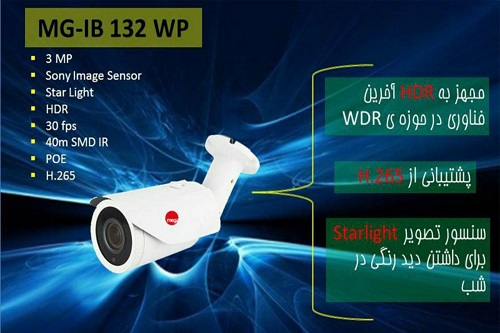 MG-IB 132 WP
3 MP
Sony Image Sensor
Star Light
HDR
30 fps
40m SMD IR
POE
H.265
مجهز به HDR آخرین
فناوری در حوزه ی WDR
پشتیبانی از H.265
سنسور تصویر Starlight
برای داشتن دید رنگی در
شب